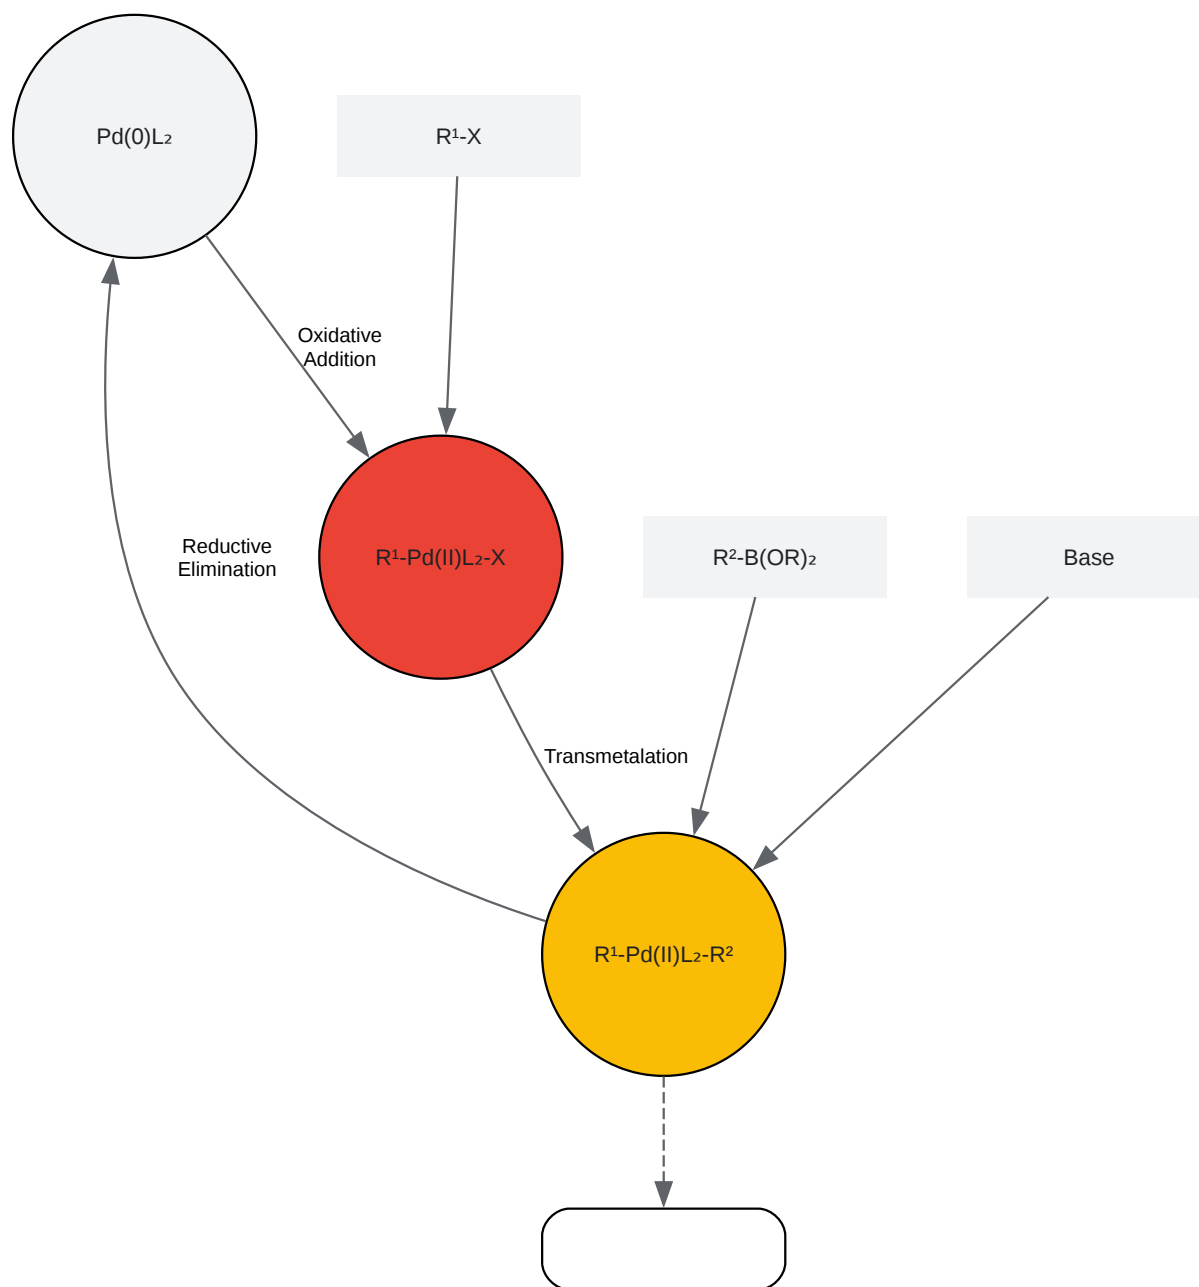 Pd(0)L₂
R¹-X
Oxidative
Addition
Reductive
Elimination
R¹-Pd(II)L₂-X
R²-B(OR)₂
Base
Transmetalation
R¹-Pd(II)L₂-R²